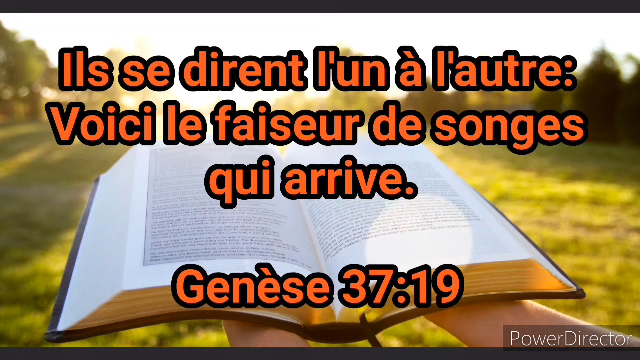 Ils se dirent l'un à l'autre:
Voici le faiseur de songes
qui arrive.
Genèse 37:19
PowerDirector